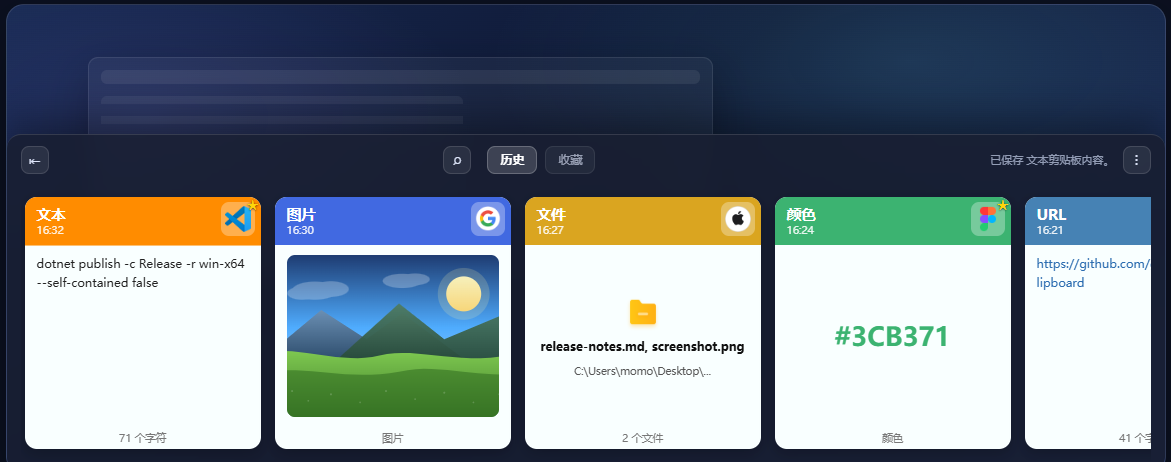 历史
收藏
已保存 文本剪贴板内容。
文本
16:32
dotnet publish -c Release -r win-x64
--self-contained false
71 个字符
图片
16:30
图片
文件
16:27
release-notes.md, screenshot.png
C:\Users\momo\Desktop\...
2 个文件
颜色
16:24
#3CB371
颜色
URL
16:21
https://github.com/
lipboard
41 个